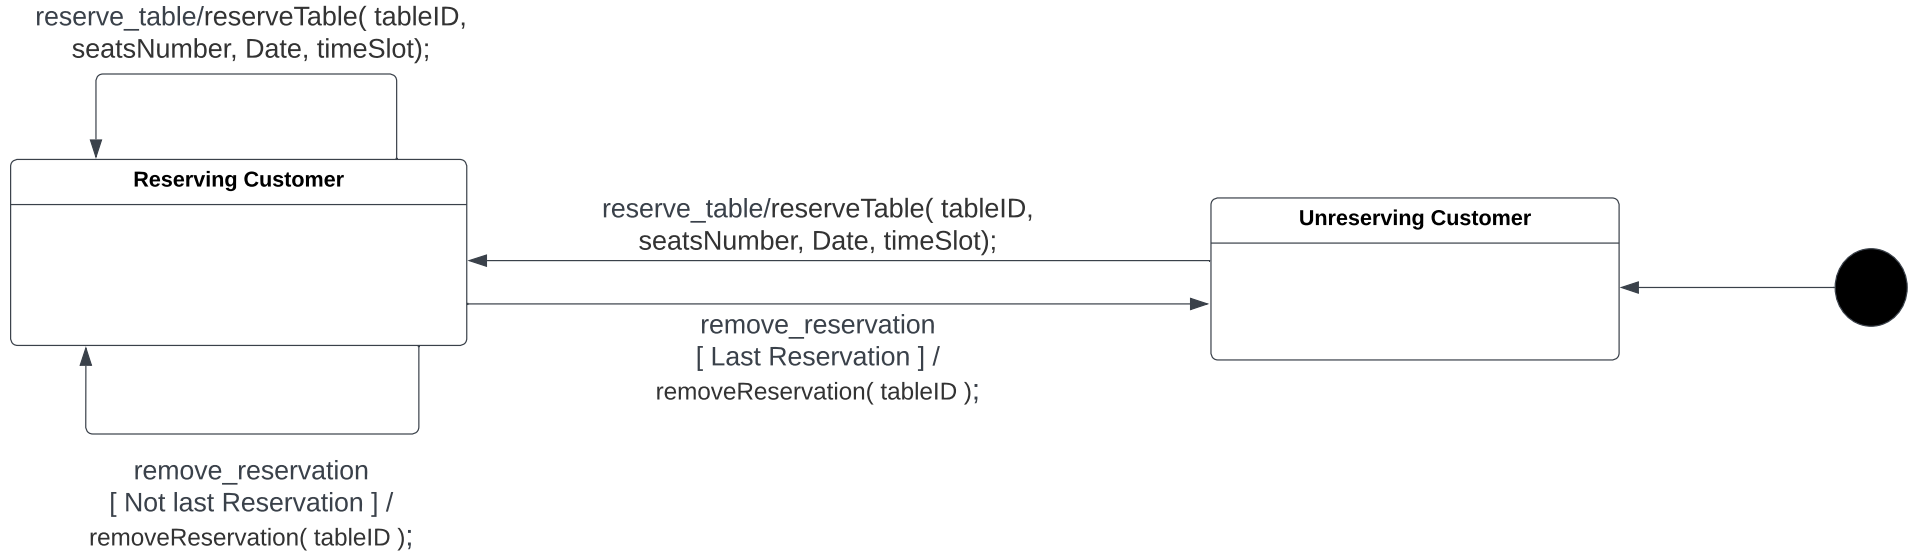 reserve_table/reserveTable( tableID,
seatsNumber, Date, timeSlot);
Reserving Customer
reserve_table/reserveTable( tableID,
seatsNumber, Date, timeSlot);
Unreserving Customer
remove_reservation
[ Last Reservation ] /
removeReservation( tableID );
remove_reservation
[ Not last Reservation ] /
removeReservation( tableID );